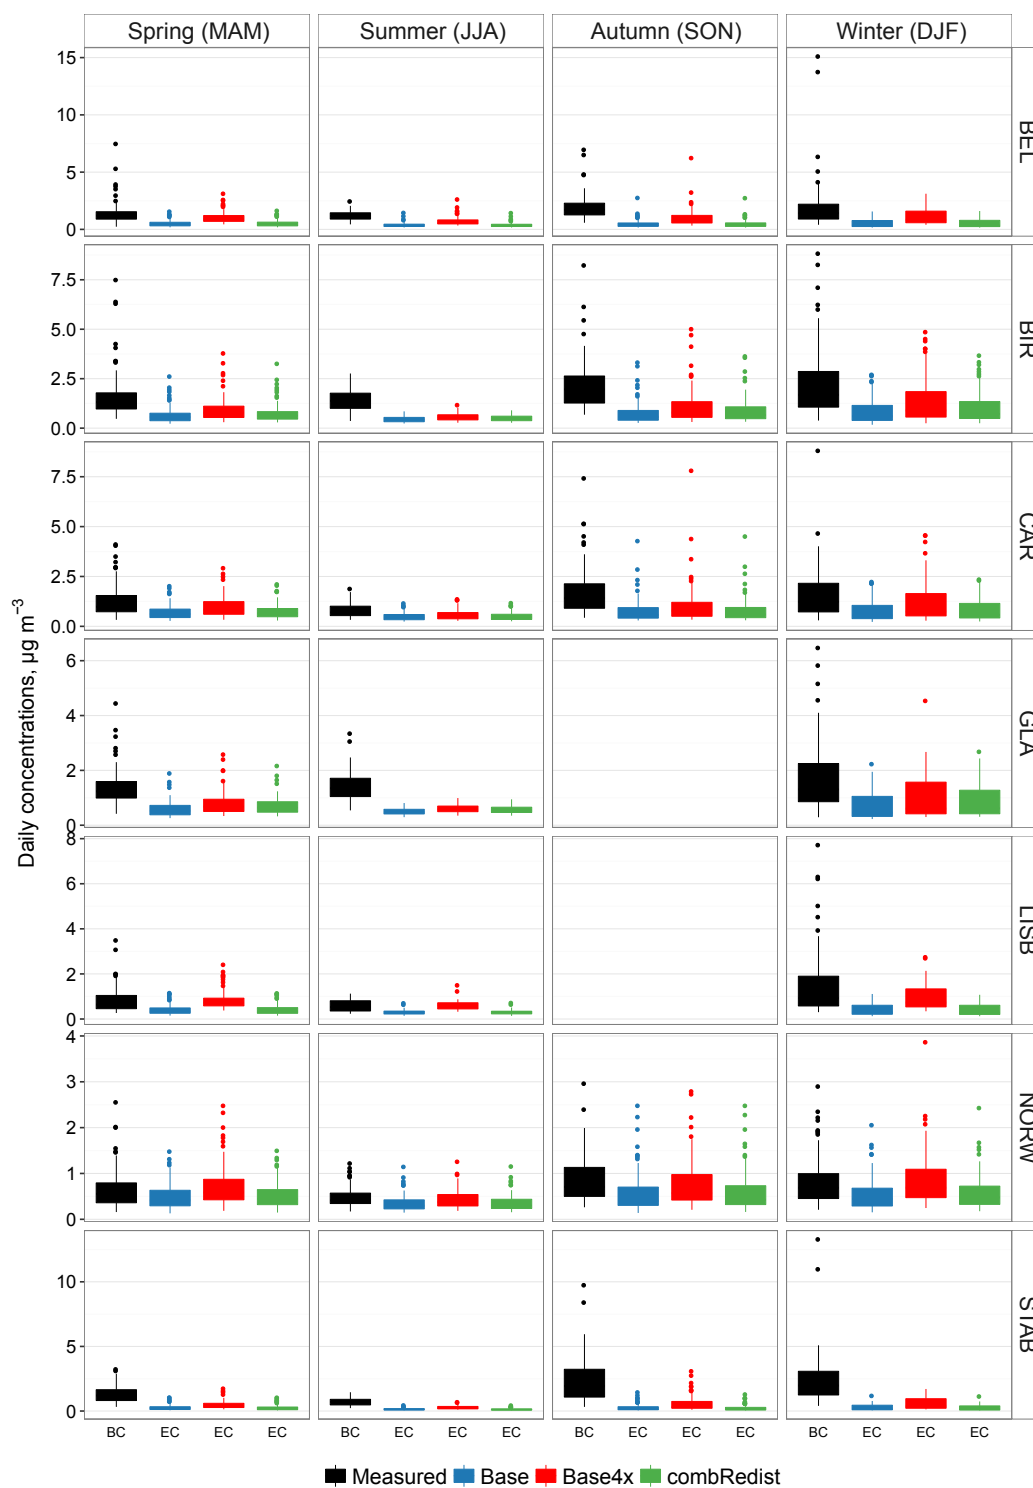 Spring (MAM) Summer (JJA) Autumn (SON) Winter (DJF)
Daily concentrations, µg m⁻³
15
10
5
0
BEL
7.5
5.0
2.5
0.0
BIR
7.5
5.0
2.5
0.0
CAR
6
4
2
0
GLA
8
6
4
2
0
LISB
4
3
2
1
0
NORW
10
5
0
STAB
BC EC EC EC BC EC EC EC BC EC EC EC BC EC EC EC
Measured Base Base4x combRedist